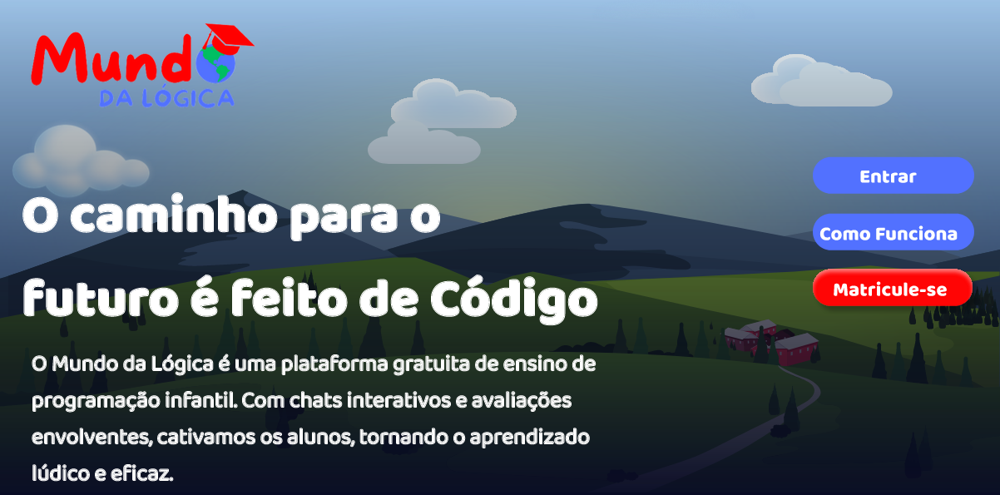 Mundo
DA LÓGICA
O caminho para o
futuro é feito de Código
O Mundo da Lógica é uma plataforma gratuita de ensino de
programação infantil. Com chats interativos e avaliações
envolventes, cativamos os alunos, tornando o aprendizado
lúdico e eficaz.
Entrar
Como Funciona
Matricule-se